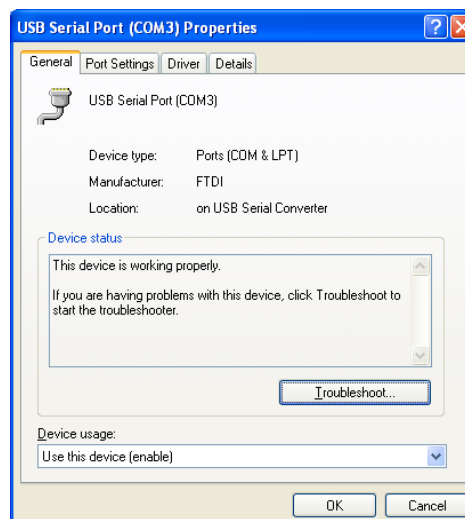 USB Serial Port (COM3) Properties
General Port Settings Driver Details
USB Serial Port (COM3)
Device type: Ports (COM & LPT)
Manufacturer: FTDI
Location: on USB Serial Converter
Device status
This device is working properly.
If you are having problems with this device, click Troubleshoot to
start the troubleshooter.
Troubleshoot...
Device usage:
Use this device (enable)
OK Cancel